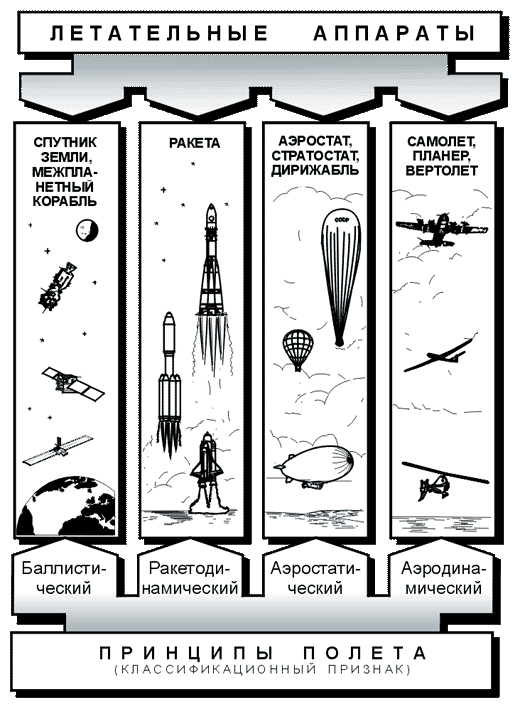 ЛЕТАТЕЛЬНЫЕ АППАРАТЫ
СПУТНИК
ЗЕМЛИ,
МЕЖПЛА-
НЕТНЫЙ
КОРАБЛЬ
РАКЕТА
АЭРОСТАТ,
СТРАТОСТАТ,
ДИРИЖАБЛЬ
СССР
САМОЛЕТ,
ПЛАНЕР,
ВЕРТОЛЕТ
Баллисти-
ческий
Ракетоди-
намический
Аэростати-
ческий
Аэродина-
мический
ПРИНЦИПЫ ПОЛЕТА
(КЛАССИФИКАЦИОННЫЙ ПРИЗНАК)